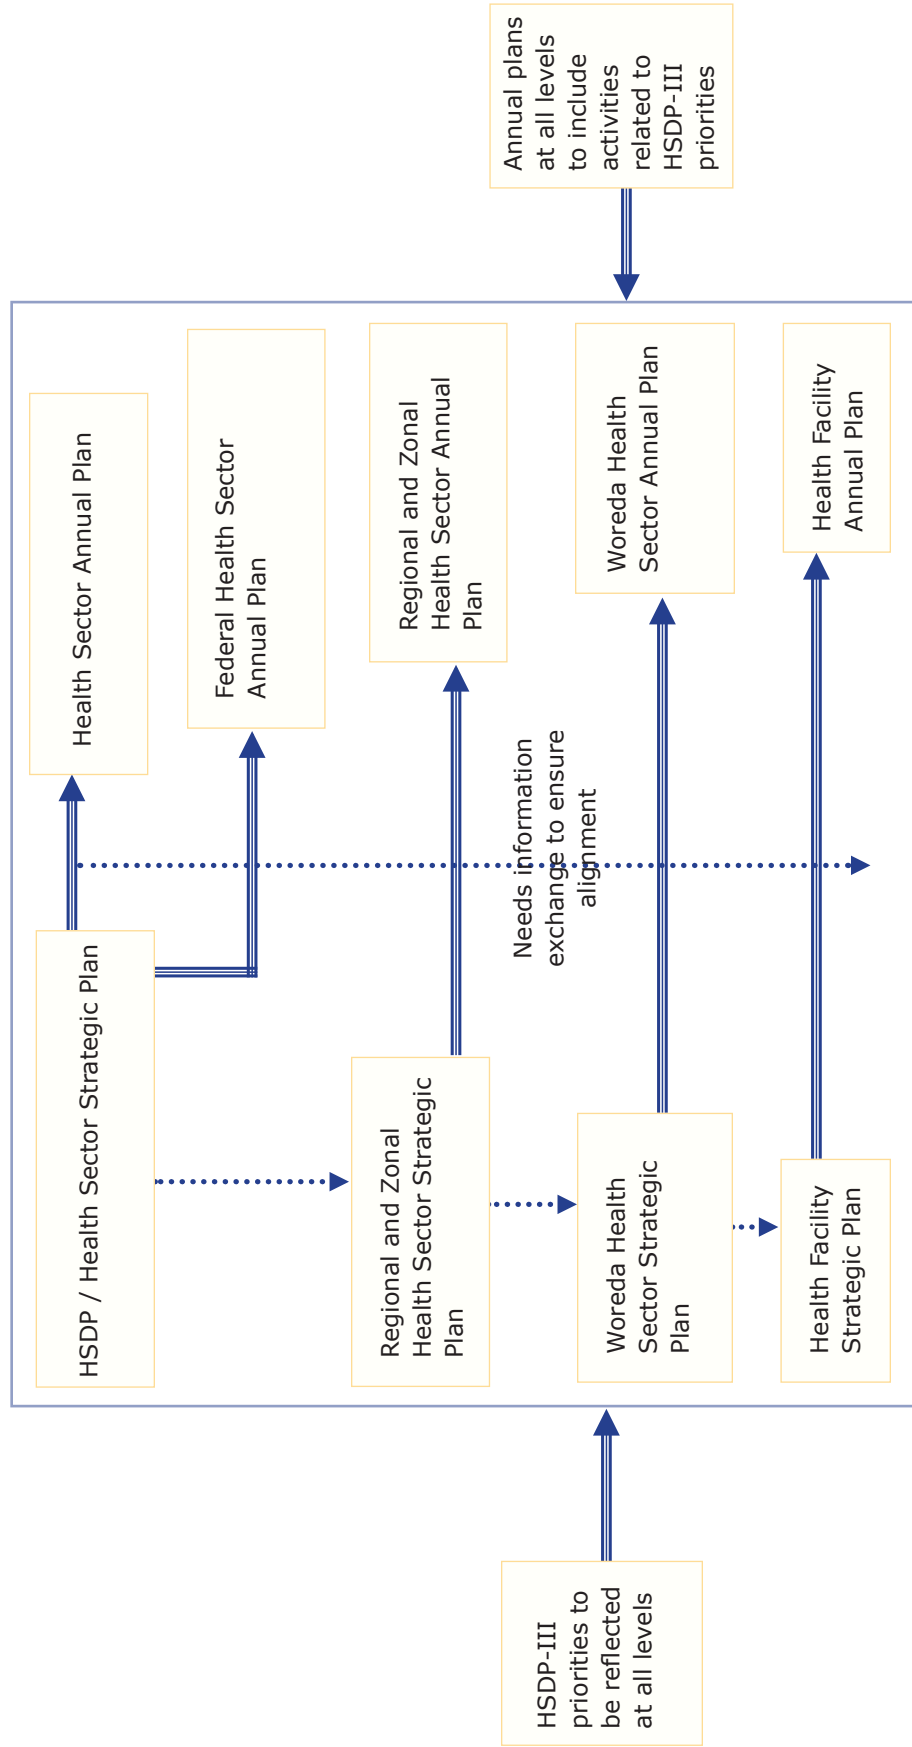 HSDP-III
priorities to
be reflected
at all levels
HSDP / Health Sector Strategic Plan
Health Sector Annual Plan
Federal Health Sector
Annual Plan
Regional and Zonal
Health Sector Strategic
Plan
Regional and Zonal
Health Sector Annual
Plan
Needs information
exchange to ensure
alignment
Woreda Health
Sector Strategic
Plan
Woreda Health
Sector Annual Plan
Health Facility
Strategic Plan
Health Facility
Annual Plan
Annual plans
at all levels
to include
activities
related to
HSDP-III
priorities